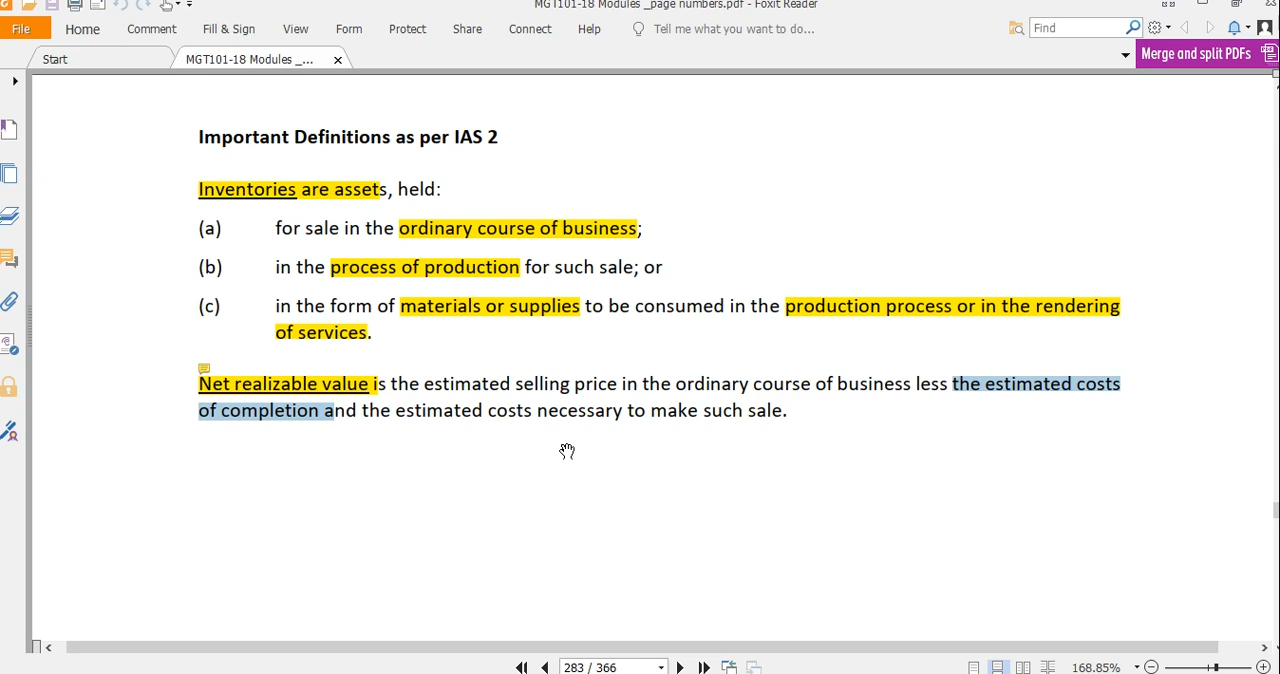 MGT101-18 Modules _page numbers.pdf - Foxit Reader
File Home Comment Fill & Sign View Form Protect Share Connect Help Tell me what you want to do... Find
Start MGT101-18 Modules _... Merge and split PDFs
Important Definitions as per IAS 2
Inventories are assets, held:
(a) for sale in the ordinary course of business;
(b) in the process of production for such sale; or
(c) in the form of materials or supplies to be consumed in the production process or in the rendering
of services.
Net realizable value is the estimated selling price in the ordinary course of business less the estimated costs
of completion and the estimated costs necessary to make such sale.
283 / 366 168.85%